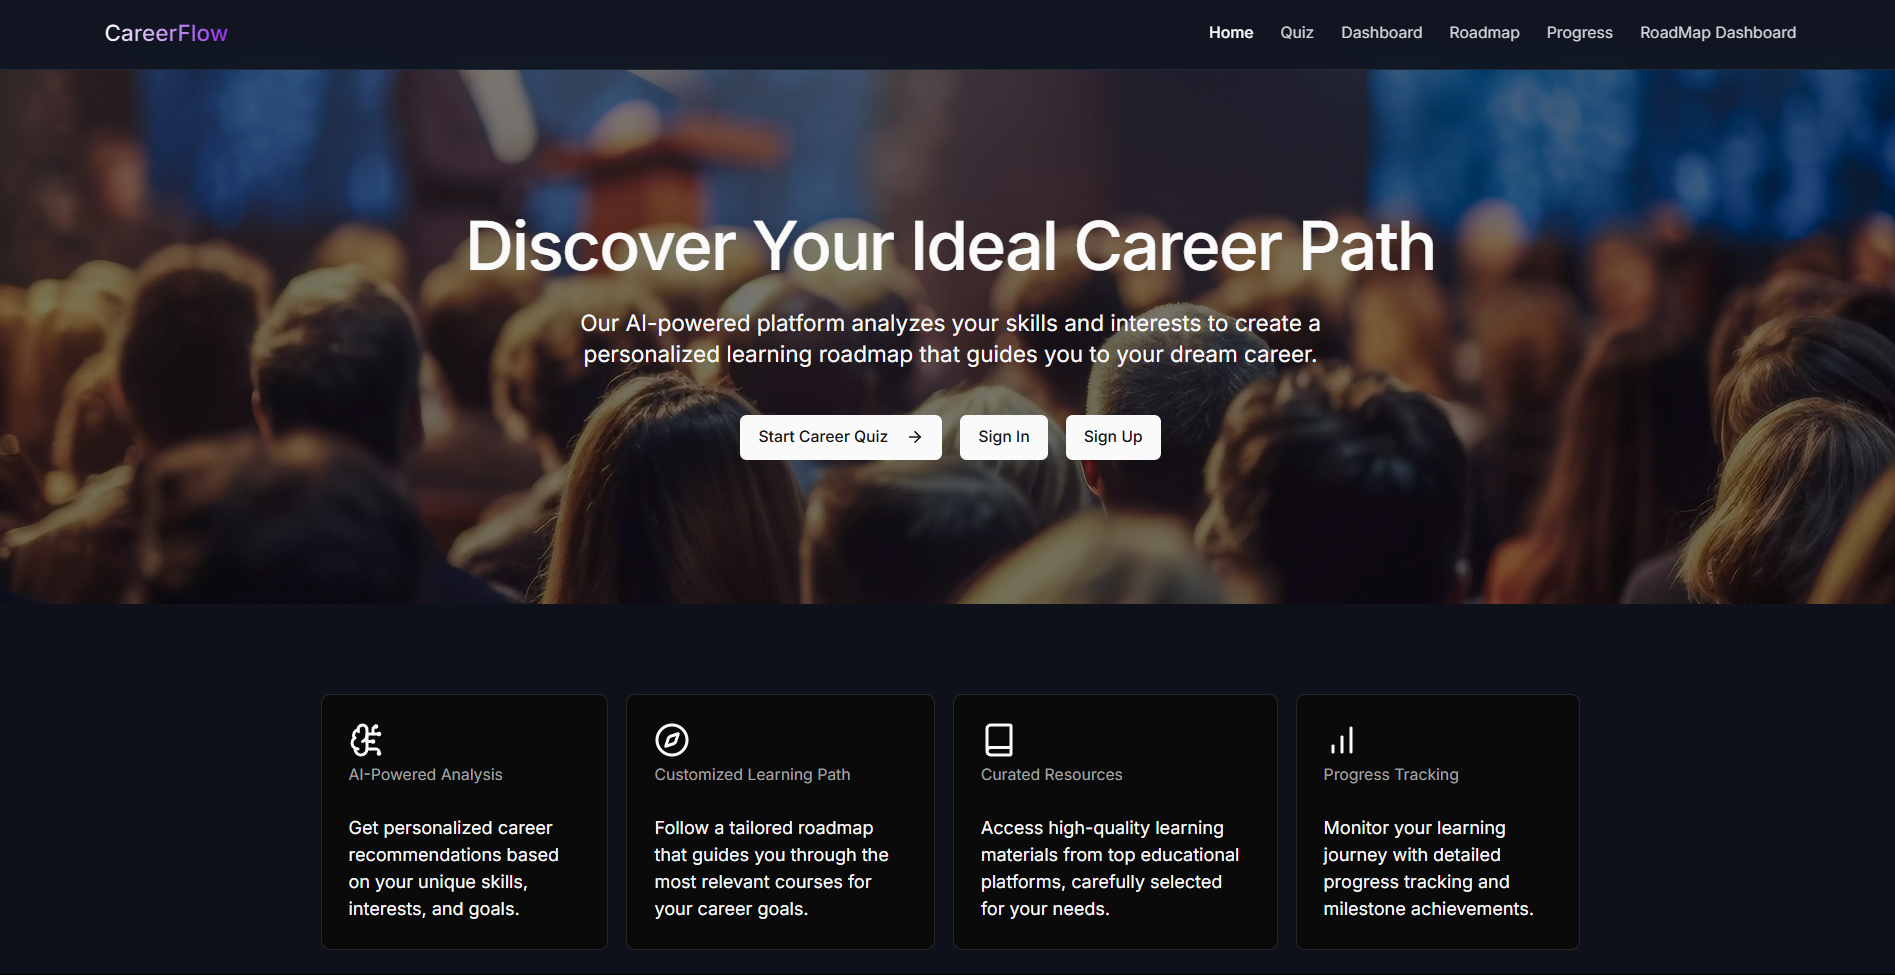 CareerFlow
Home Quiz Dashboard Roadmap Progress RoadMap Dashboard
Discover Your Ideal Career Path
Our AI-powered platform analyzes your skills and interests to create a
personalized learning roadmap that guides you to your dream career.
Start Career Quiz → Sign In Sign Up
AI-Powered Analysis
Get personalized career
recommendations based
on your unique skills,
interests, and goals.
Customized Learning Path
Follow a tailored roadmap
that guides you through the
most relevant courses for
your career goals.
Curated Resources
Access high-quality learning
materials from top educational
platforms, carefully selected
for your needs.
Progress Tracking
Monitor your learning
journey with detailed
progress tracking and
milestone achievements.